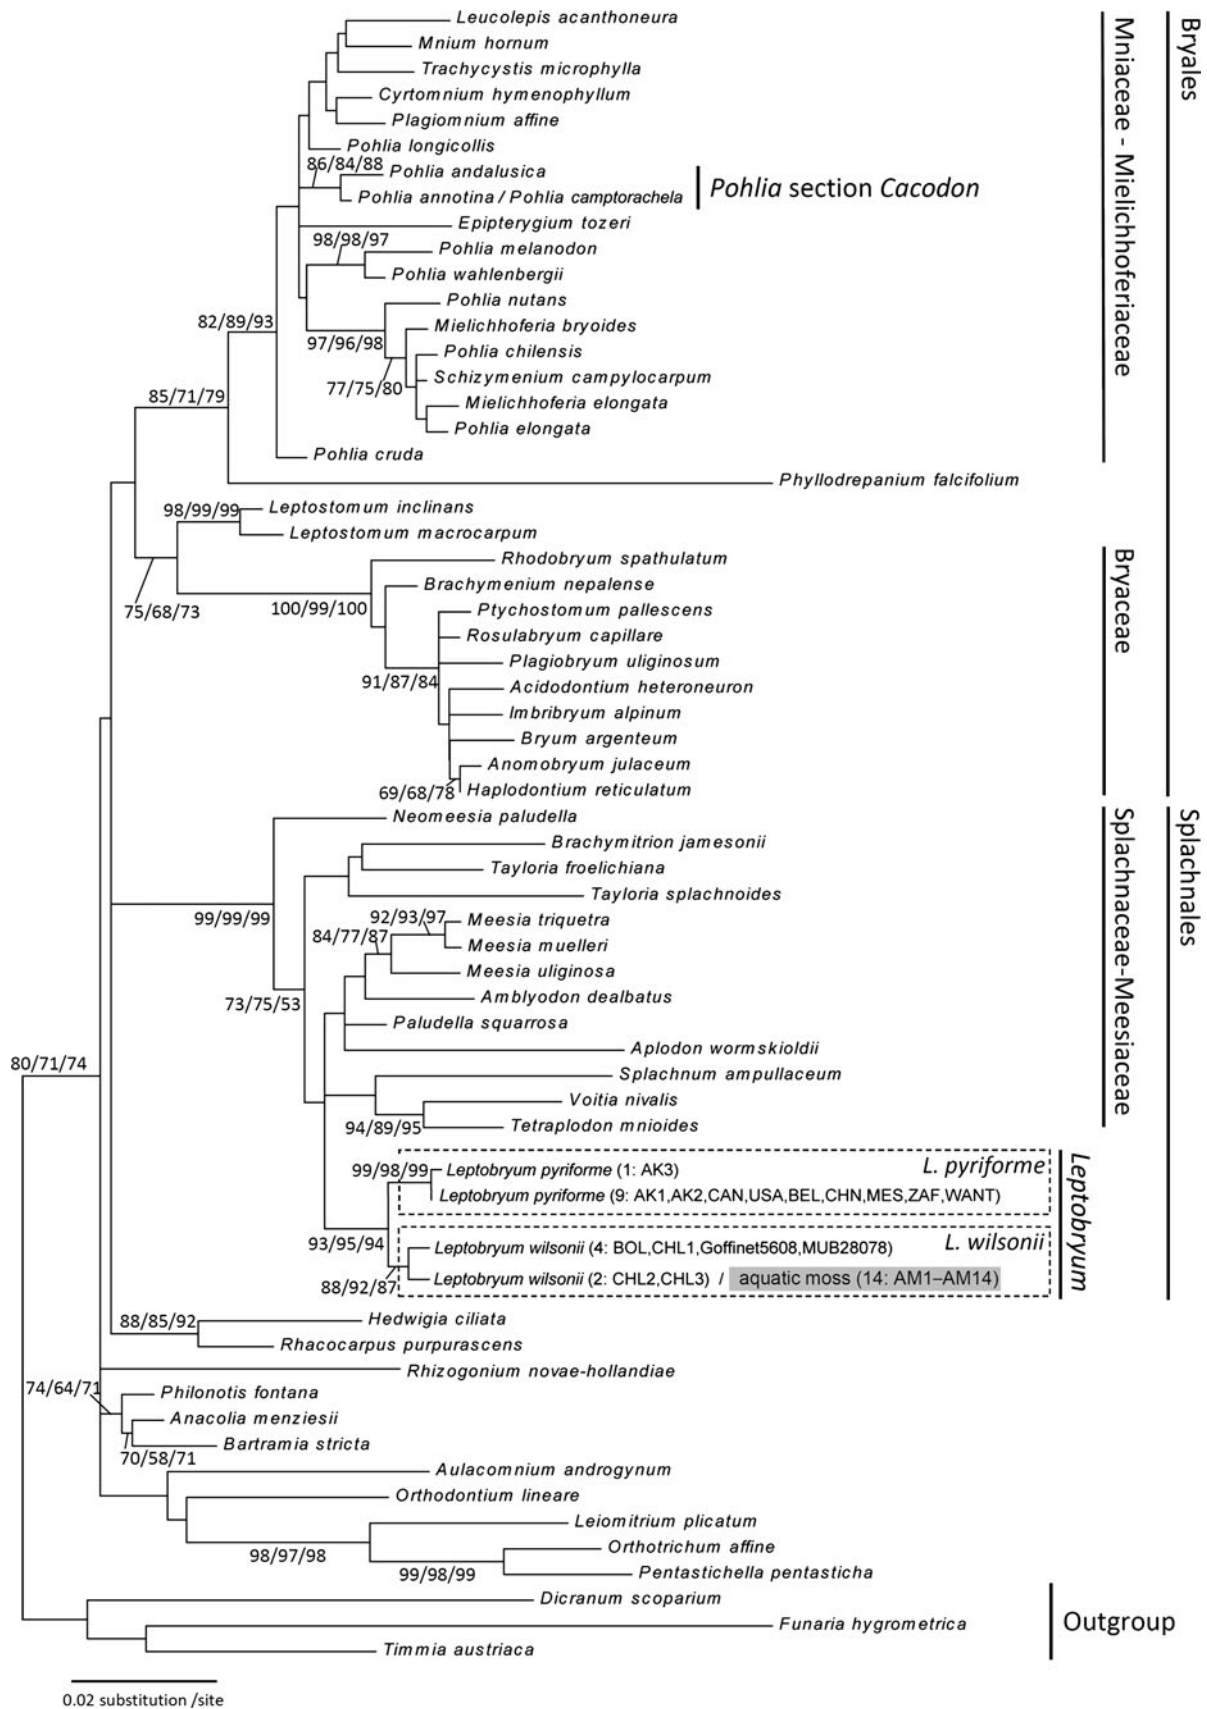 Leucolepis acanthoneura
Mnium hornum
Trachycystis microphylla
Cyrtomnium hymenophyllum
Plagiomnium affine
Pohlia longicollis
86/84/88
Pohlia andalusica
Pohlia annotina / Pohlia camptorachela
Pohlia section Cacodon
Epipterygium tozeri
98/98/97
Pohlia melanodon
Pohlia wahlenbergii
Pohlia nutans
82/89/93
Mielichhoferia bryoides
97/96/98
Pohlia chilensis
Schizymenium campylocarpum
77/75/80
85/71/79
Mielichhoferia elongata
Pohlia elongata
Pohlia cruda
Mniaceae - Mielichhoferiaceae
Bryales
Phyllodrepanium falcifolium
98/99/99
Leptostomum inclinans
Leptostomum macrocarpum
Rhodobryum spathulatum
Brachymenium nepalense
75/68/73
100/99/100
Ptychostomum pallescens
Rosulabryum capillare
Plagiobryum uliginosum
91/87/84
Acidodontium heteroneuron
Imbribryum alpinum
Bryum argenteum
Anomobryum julaceum
69/68/78
Haplodontium reticulatum
Bryaceae
Neomeesia paludella
Brachymitrion jamesonii
Tayloria froelichiana
Tayloria splachnoides
99/99/99
92/93/97
Meesia triquetra
84/77/87
Meesia muelleri
Meesia uliginosa
Amblyodon dealbatus
73/75/53
Paludella squarrosa
Aplodon wormskioldii
80/71/74
Splachnum ampullaceum
Voitia nivalis
94/89/95
Tetraplodon mnioides
Splachnaceae-Meesiaceae
Splachnales
99/98/99
Leptobryum pyriforme (1: AK3)
L. pyriforme
Leptobryum pyriforme (9: AK1,AK2,CAN,USA,BEL,CHN,MES,ZAF,WANT)
93/95/94
Leptobryum wilsonii (4: BOL,CHL1,Goffinet5608,MUB28078)
L. wilsonii
88/92/87
Leptobryum wilsonii (2: CHL2,CHL3) / aquatic moss (14: AM1–AM14)
Leptobryum
88/85/92
Hedwigia ciliata
Rhacocarpus purpurascens
Rhizogonium novae-hollandiae
74/64/71
Philonotis fontana
Anacolia menziesii
Bartramia stricta
70/58/71
Aulacomnium androgynum
Orthodontium lineare
Leiomitrium plicatum
98/97/98
Orthotrichum affine
99/98/99
Pentastichella pentasticha
Dicranum scoparium
Funaria hygrometrica
Timmia austriaca
Outgroup
0.02 substitution /site